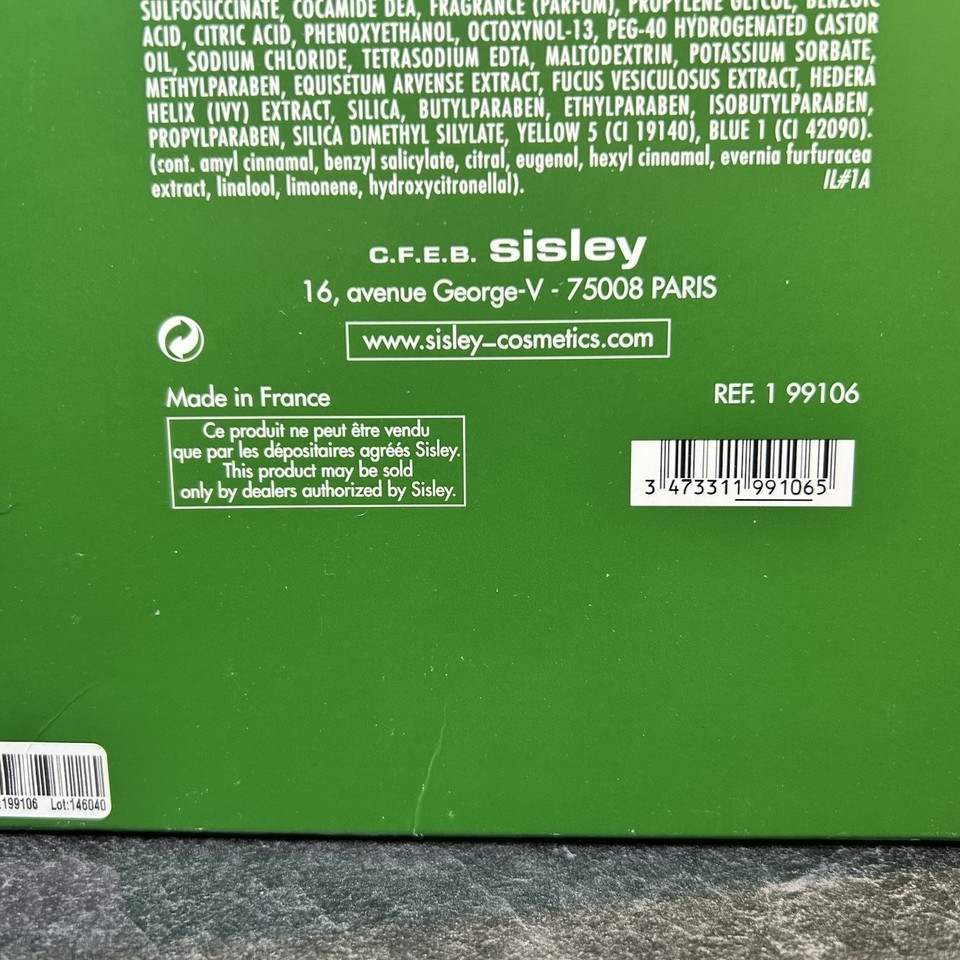 SULFOSUCCINATE, COCAMIDE DEA, FRAGRANCE (PARFUM), PROPYLENE GLYCOL, BENZOIC
ACID, CITRIC ACID, PHENOXYETHANOL, OCTOXYNOL-13, PEG-40 HYDROGENATED CASTOR
OIL, SODIUM CHLORIDE, TETRASODIUM EDTA, MALTODEXTRIN, POTASSIUM SORBATE,
METHYLPARABEN, EQUISETUM ARVENSE EXTRACT, FUCUS VESICULOSUS EXTRACT, HEDERA
HELIX (IVY) EXTRACT, SILICA, BUTYLPARABEN, ETHYLPARABEN, ISOBUTYLPARABEN,
PROPYLPARABEN, SILICA DIMETHYL SILYLATE, YELLOW 5 (CI 19140), BLUE 1 (CI 42090).
(cont. amyl cinnamal, benzyl salicylate, citral, eugenol, hexyl cinnamal, evernia furfuracea
extract, linalool, limonene, hydroxycitronellal). IL#1A
C.F.E.B. sisley
16, avenue George-V - 75008 PARIS
www.sisley-cosmetics.com
Made in France REF. 1 99106
Ce produit ne peut être vendu
que par les dépositaires agréés Sisley.
This product may be sold
only by dealers authorized by Sisley.
3 473311 991065
:199106 Lot:146040